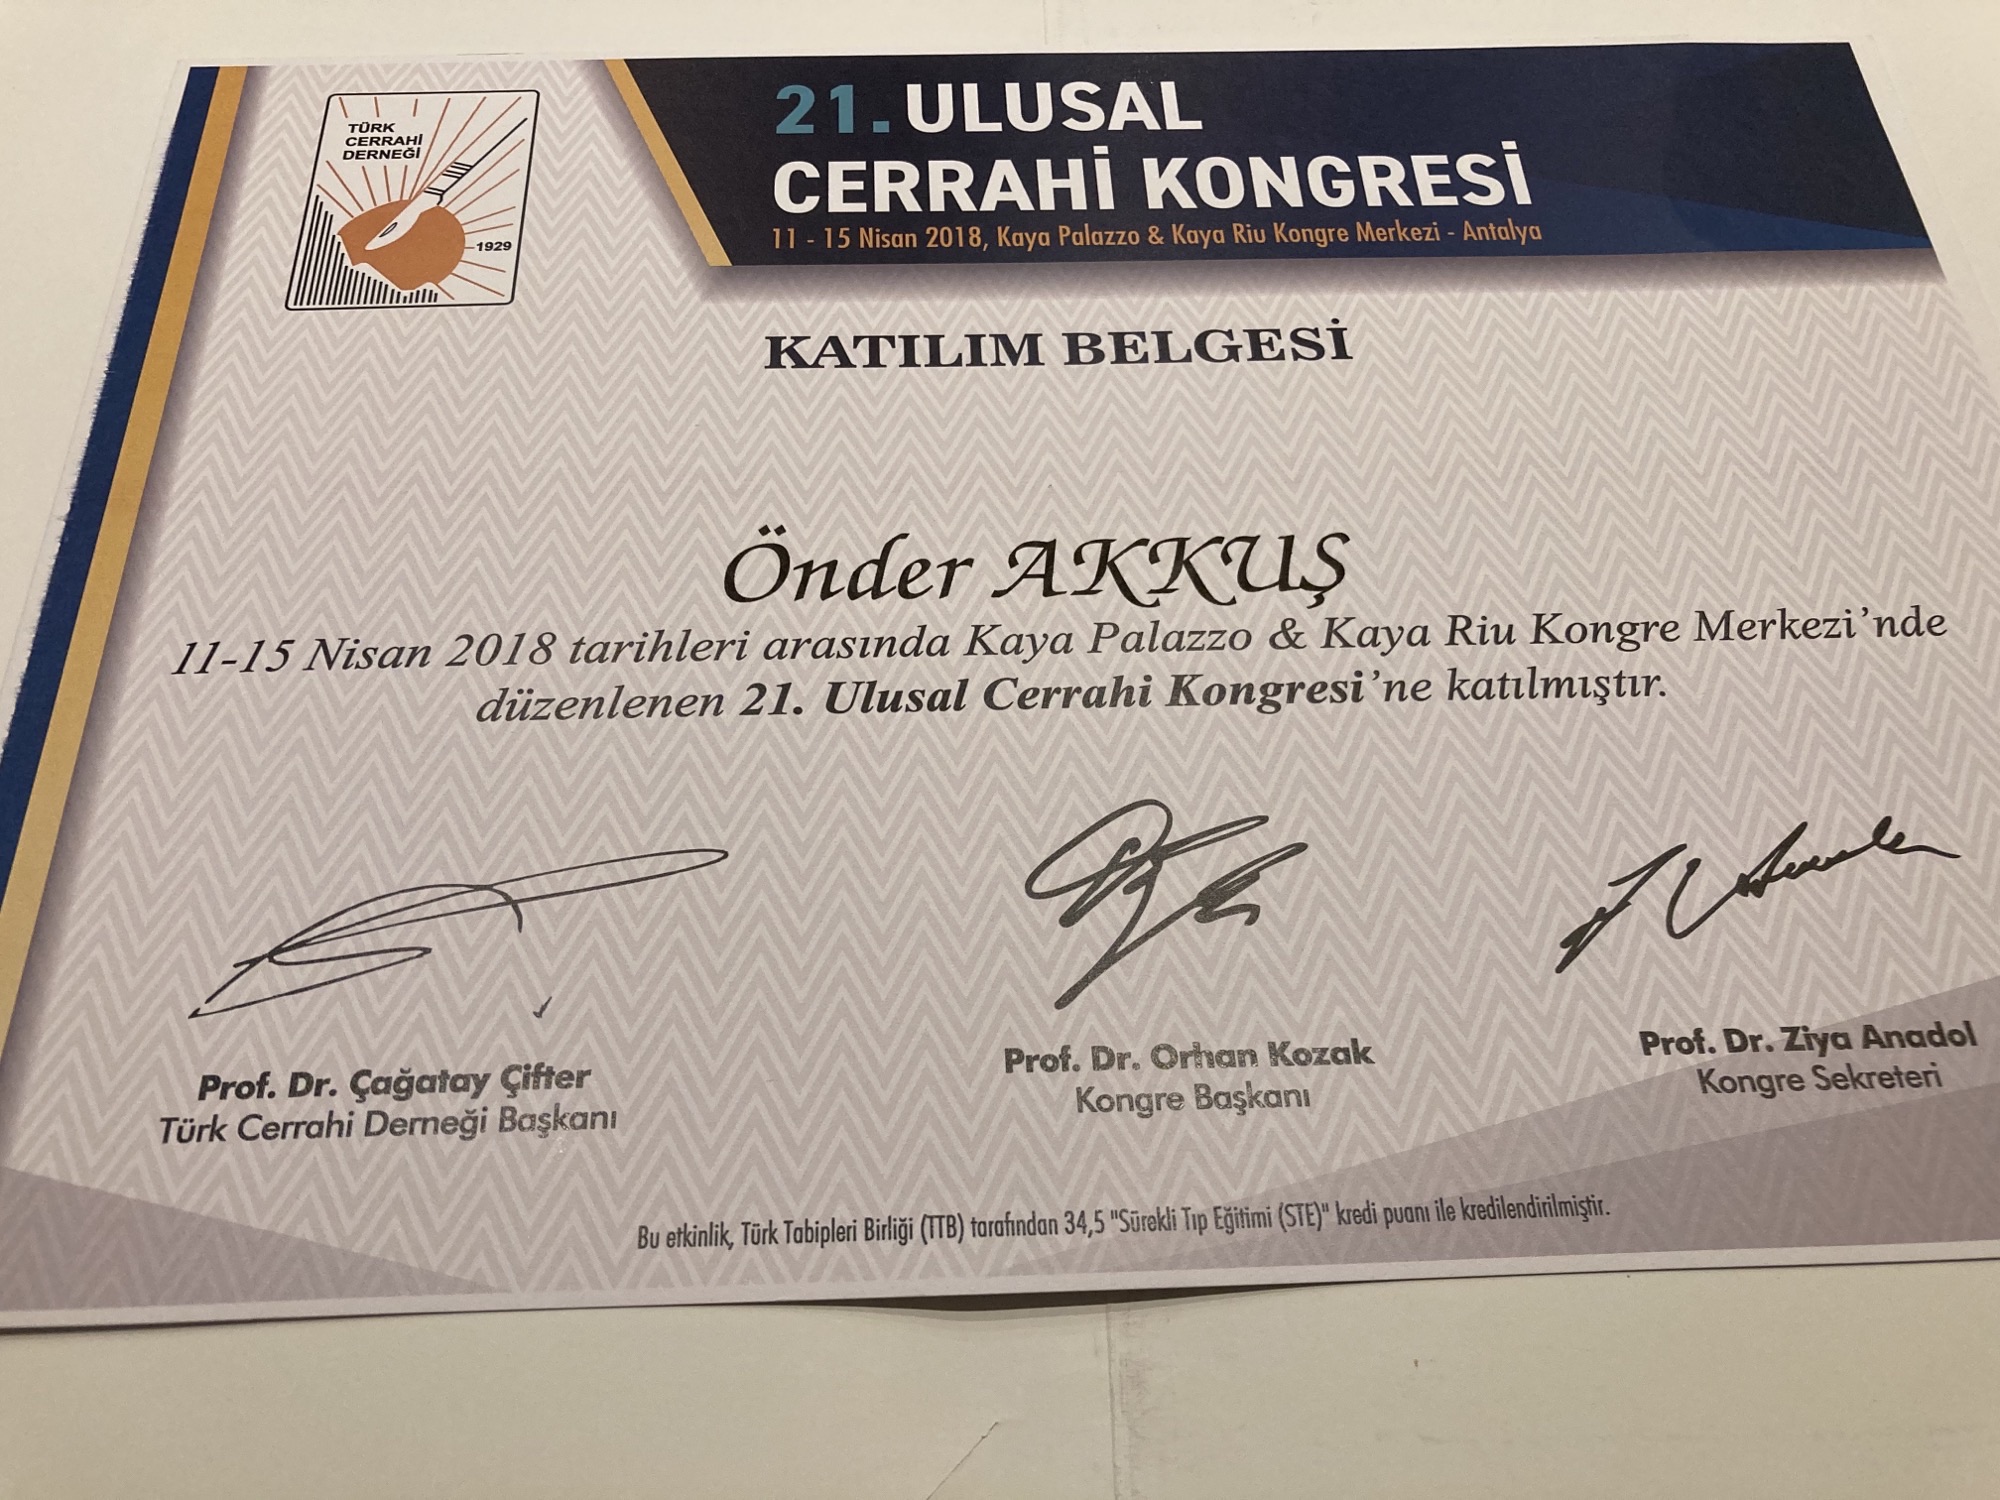 TÜRK
CERRAHİ
DERNEĞİ
1929
21. ULUSAL
CERRAHİ KONGRESİ
11 - 15 Nisan 2018, Kaya Palazzo & Kaya Riu Kongre Merkezi - Antalya
KATILIM BELGESİ
Önder AKKUŞ
11-15 Nisan 2018 tarihleri arasında Kaya Palazzo & Kaya Riu Kongre Merkezi'nde
düzenlenen 21. Ulusal Cerrahi Kongresi'ne katılmıştır.
Prof. Dr. Çağatay Çifter
Türk Cerrahi Derneği Başkanı
Prof. Dr. Orhan Kozak
Kongre Başkanı
Prof. Dr. Ziya Anadol
Kongre Sekreteri
Bu etkinlik, Türk Tabipleri Birliği (TTB) tarafından 34,5 "Sürekli Tıp Eğitimi (STE)" kredi puanı ile kredilendirilmiştir.